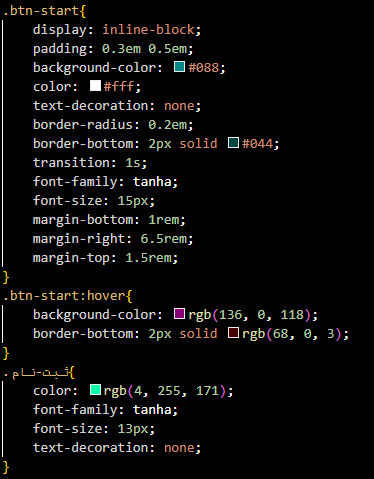 .btn-start{
display: inline-block;
padding: 0.3em 0.5em;
background-color: #088;
color: #fff;
text-decoration: none;
border-radius: 0.2em;
border-bottom: 2px solid #044;
transition: 1s;
font-family: tanha;
font-size: 15px;
margin-bottom: 1rem;
margin-right: 6.5rem;
margin-top: 1.5rem;
}
.btn-start:hover{
background-color: rgb(136, 0, 118);
border-bottom: 2px solid rgb(68, 0, 3);
}
.ثبت-نام{
color: rgb(4, 255, 171);
font-family: tanha;
font-size: 13px;
text-decoration: none;
}